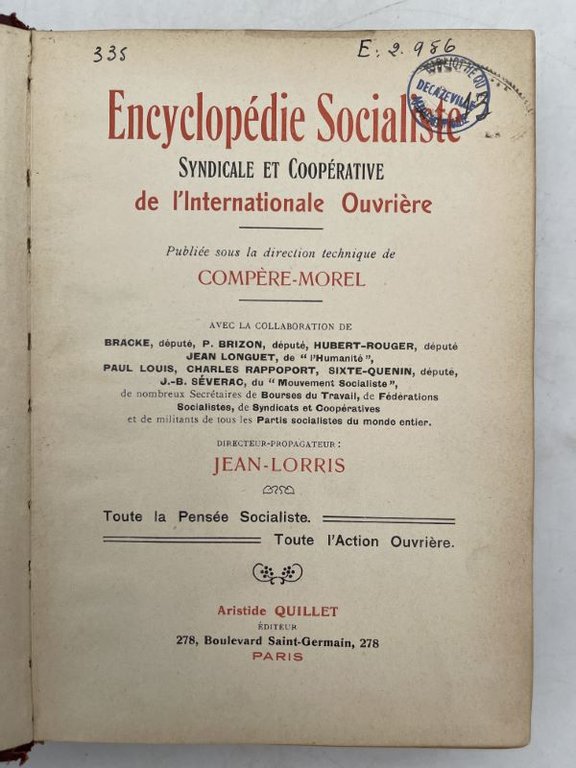 335
E. 2. 986
DECAZEVILLE
Encyclopédie Socialiste
SYNDICALE ET COOPÉRATIVE
de l'Internationale Ouvrière
Publiée sous la direction technique de
COMPÈRE-MOREL
AVEC LA COLLABORATION DE
BRACKE, député, P. BRIZON, député, HUBERT-ROUGER, député
JEAN LONGUET, de "l'Humanité",
PAUL LOUIS, CHARLES RAPPOPORT, SIXTE-QUENIN, député,
J.-B. SÉVERAC, du "Mouvement Socialiste",
de nombreux Secrétaires de Bourses du Travail, de Fédérations
Socialistes, de Syndicats et Coopératives
et de militants de tous les Partis socialistes du monde entier.
DIRECTEUR-PROPAGATEUR :
JEAN-LORRIS
Toute la Pensée Socialiste.
Toute l'Action Ouvrière.
Aristide QUILLET
ÉDITEUR
278, Boulevard Saint-Germain, 278
PARIS